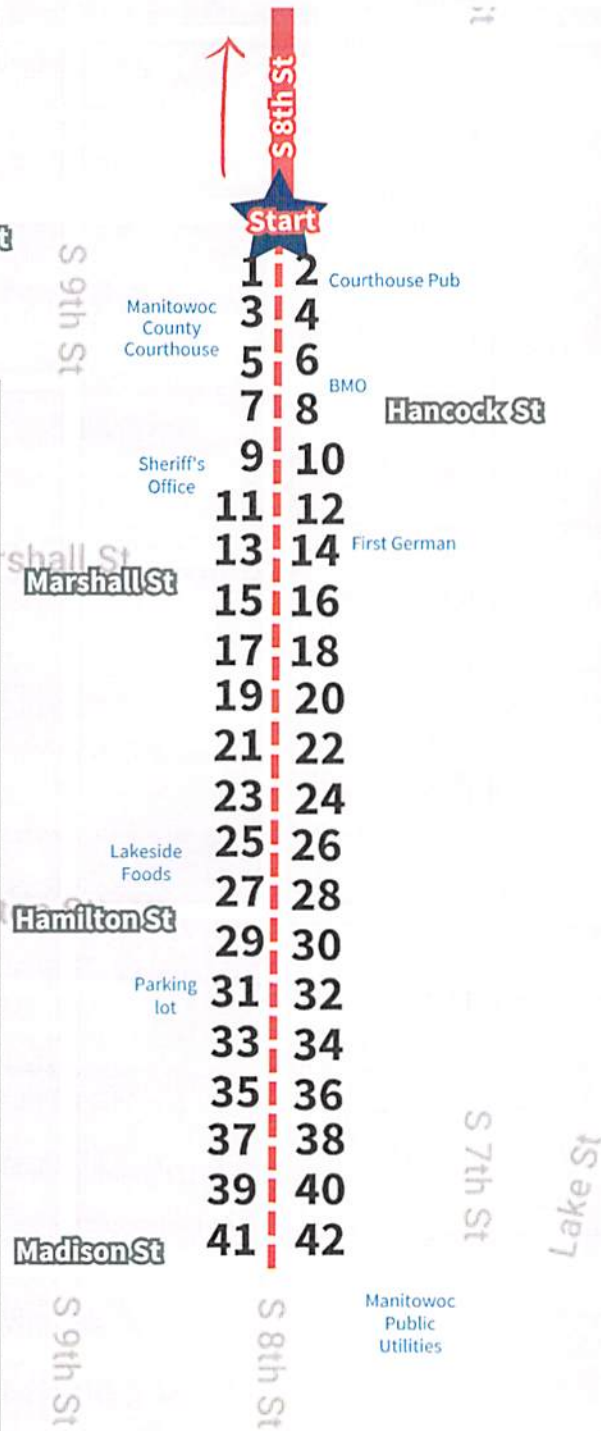 S 8th St
Start
S 9th St
1 2
Courthouse Pub
3 4
Manitowoc
County
Courthouse
5 6
BMO
7 8
Hancock St
9 10
Sheriff's
Office
11 12
13 14
First German
Marshall St
15 16
17 18
19 20
21 22
23 24
25 26
Lakeside
Foods
27 28
Hamilton St
29 30
31 32
Parking
lot
33 34
35 36
37 38
S 7th St
Lake St
39 40
41 42
Madison St
S 9th St
S 8th St
Manitowoc
Public
Utilities